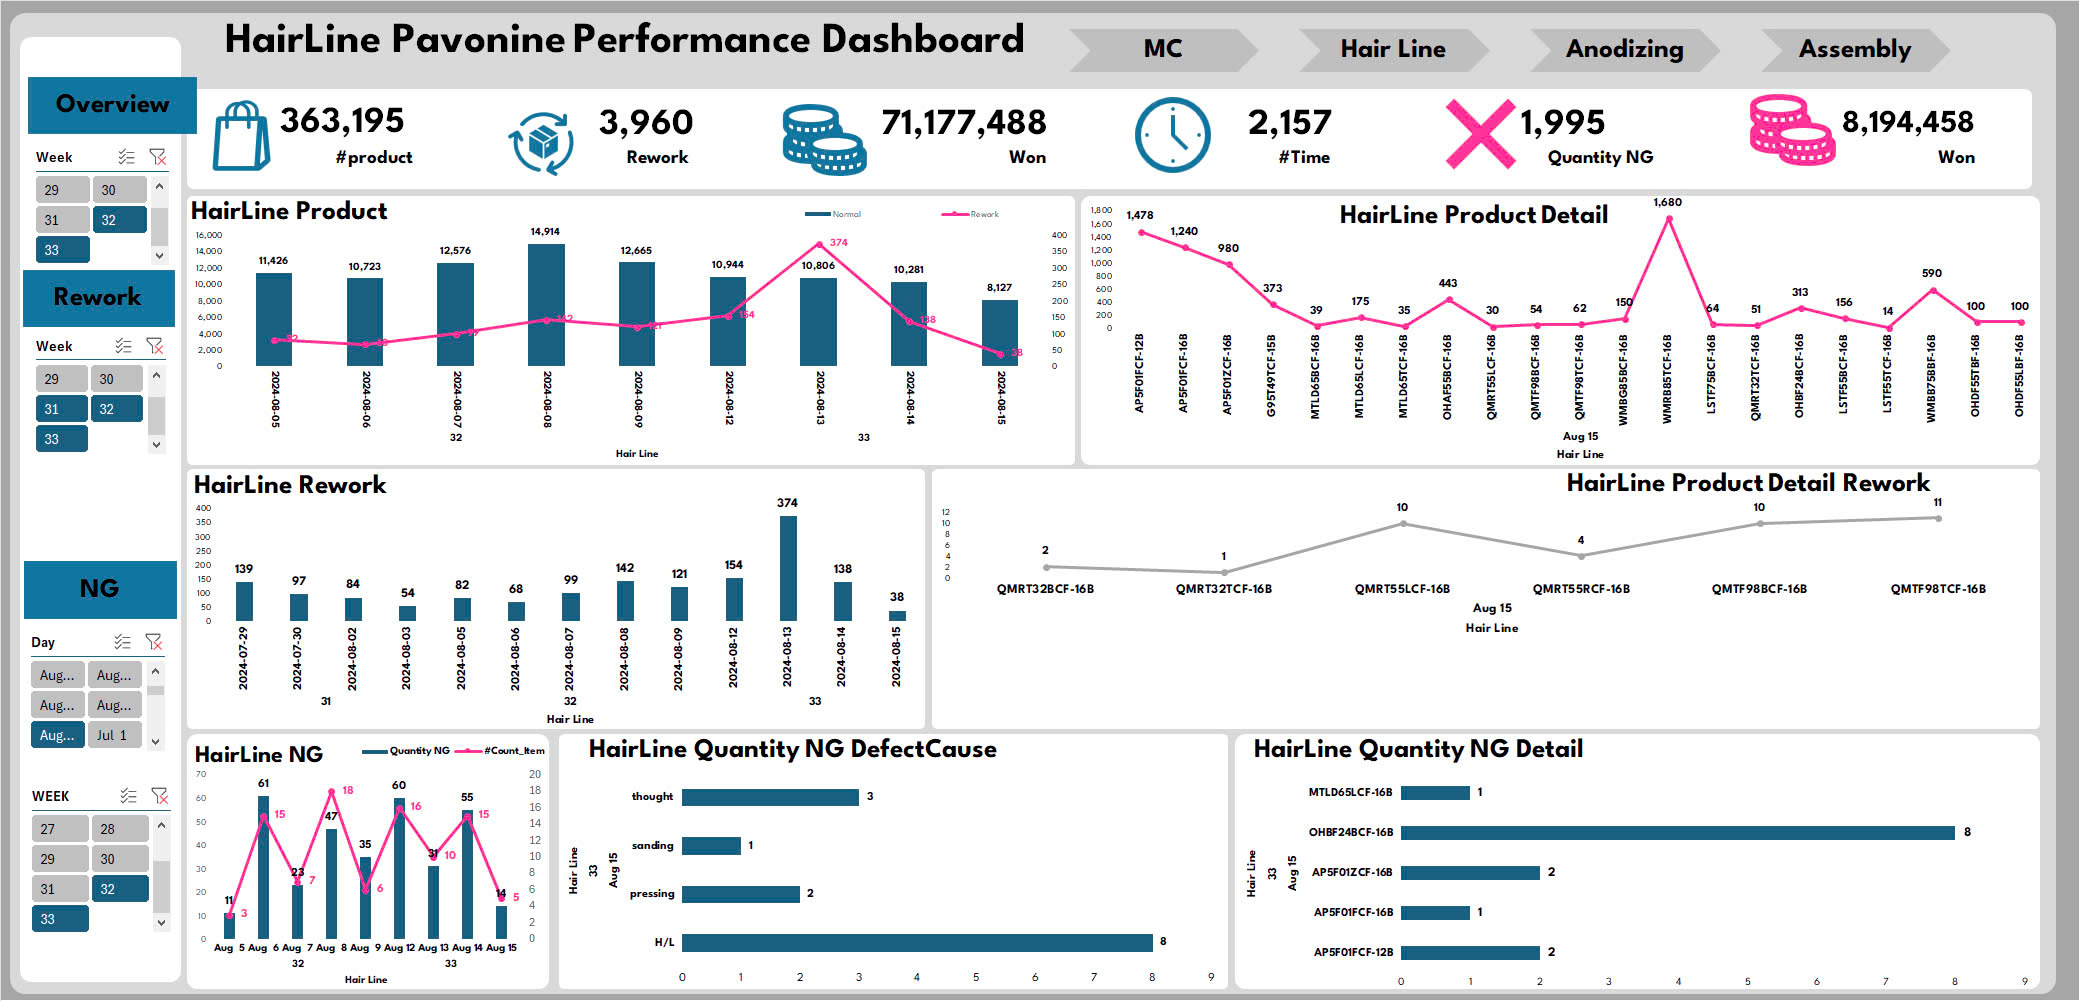 HairLine Pavonine Performance Dashboard
MC
Hair Line
Anodizing
Assembly
Overview
363,195
#product
3,960
Rework
71,177,488
Won
2,157
#Time
1,995
Quantity NG
8,194,458
Won
Week
29
30
31
32
33
Rework
Week
29
30
31
32
33
NG
Day
Aug...
Aug...
Aug...
Aug...
Aug...
Jul 1
WEEK
27
28
29
30
31
32
33
HairLine Product
Normal
Rework
16,000
14,000
12,000
10,000
8,000
6,000
4,000
2,000
0
400
350
300
250
200
150
100
50
0
11,426
10,723
12,576
14,914
12,665
10,944
10,806
10,281
8,127
374
138
2024-08-05
2024-08-06
2024-08-07
2024-08-08
2024-08-09
2024-08-12
2024-08-13
2024-08-14
2024-08-15
32
33
Hair Line
HairLine Product Detail
1,800
1,600
1,400
1,200
1,000
800
600
400
200
0
1,478
1,240
980
373
39
175
35
443
30
54
62
150
1,680
64
51
313
156
14
590
100
100
AP5F01FCF-12B
AP5F01FCF-16B
AP5F01ZCF-16B
G95T49TCF-15B
MTLD65BCF-16B
MTLD65LCF-16B
MTLD65TCF-16B
OHAF55BCF-16B
QMRT55LCF-16B
QMTF98BCF-16B
QMTF98TCF-16B
WMBG85BCF-16B
WMRB85TCF-16B
LSTF75BCF-16B
QMRT32TCF-16B
OHBF24BCF-16B
LSTF55BCF-16B
LSTF55TCF-16B
WMBB75BBF-16B
OHDF55TBF-16B
OHDF55LBF-16B
Aug 15
Hair Line
HairLine Rework
400
350
300
250
200
150
100
50
0
139
97
84
54
82
68
99
142
121
154
374
138
38
2024-07-29
2024-07-30
2024-08-02
2024-08-03
2024-08-05
2024-08-06
2024-08-07
2024-08-08
2024-08-09
2024-08-12
2024-08-13
2024-08-14
2024-08-15
31
32
33
Hair Line
HairLine Product Detail Rework
12
10
8
6
4
2
0
2
1
10
4
10
11
QMRT32BCF-16B
QMRT32TCF-16B
QMRT55LCF-16B
QMRT55RCF-16B
QMTF98BCF-16B
QMTF98TCF-16B
Aug 15
Hair Line
HairLine NG
Quantity NG
#Count_Item
70
60
50
40
30
20
10
0
20
18
16
14
12
10
8
6
4
2
0
11
61
23
47
35
60
31
55
14
3
15
7
18
6
16
10
15
5
Aug 5
Aug 6
Aug 7
Aug 8
Aug 9
Aug 12
Aug 13
Aug 14
Aug 15
32
33
Hair Line
HairLine Quantity NG DefectCause
Hair Line
33
Aug 15
thought
3
sanding
1
pressing
2
H/L
8
0
1
2
3
4
5
6
7
8
9
HairLine Quantity NG Detail
Hair Line
33
Aug 15
MTLD65LCF-16B
1
OHBF24BCF-16B
8
AP5F01ZCF-16B
2
AP5F01FCF-16B
1
AP5F01FCF-12B
2
0
1
2
3
4
5
6
7
8
9